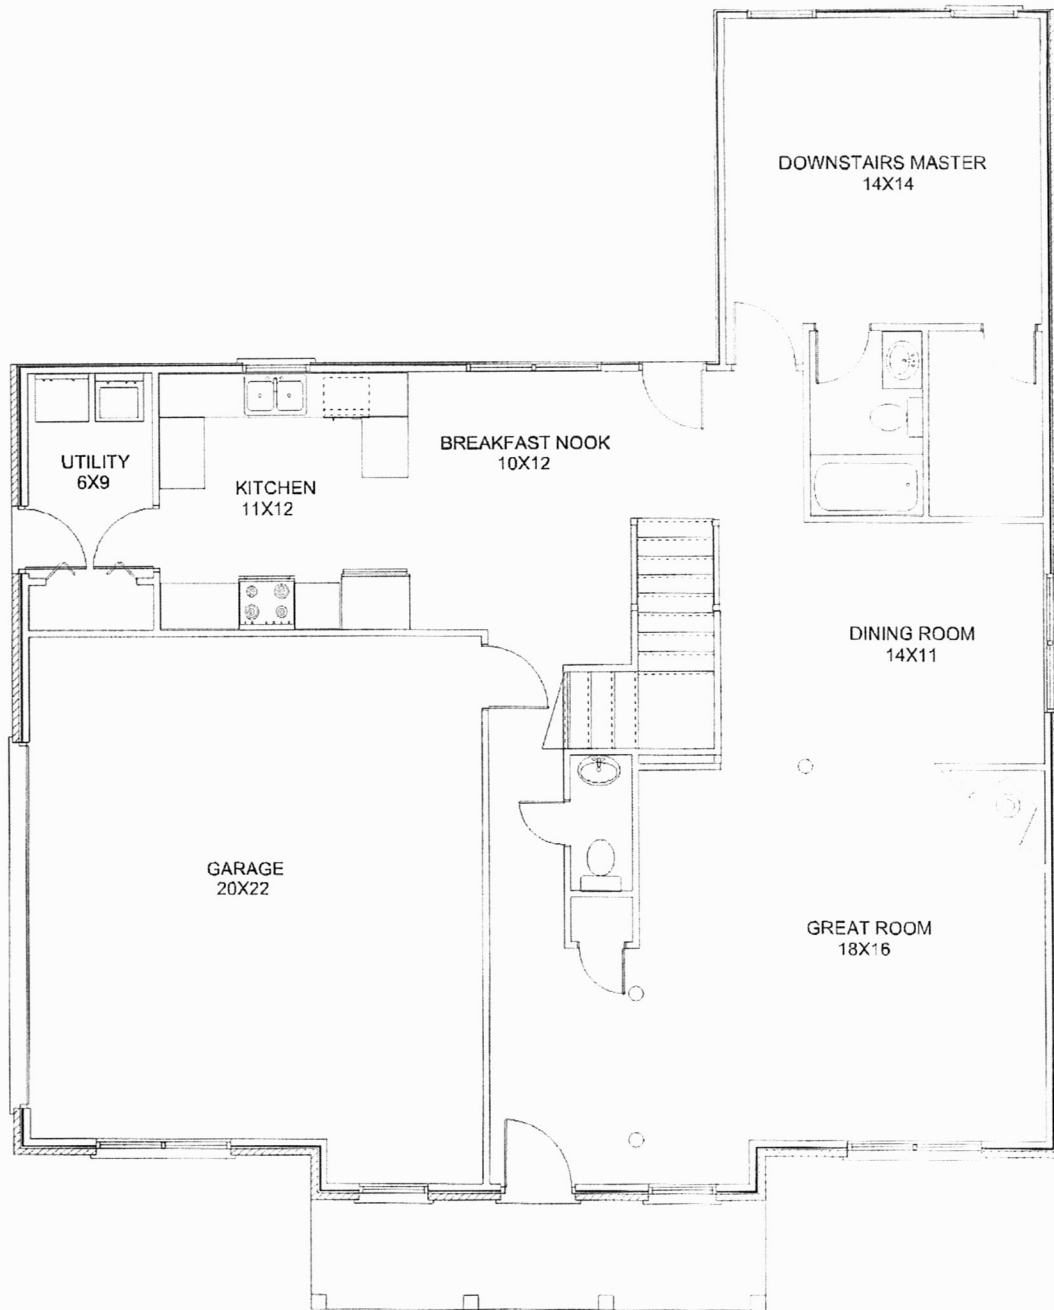 DOWNSTAIRS MASTER
14X14
BREAKFAST NOOK
10X12
UTILITY
6X9
KITCHEN
11X12
DINING ROOM
14X11
GARAGE
20X22
GREAT ROOM
18X16